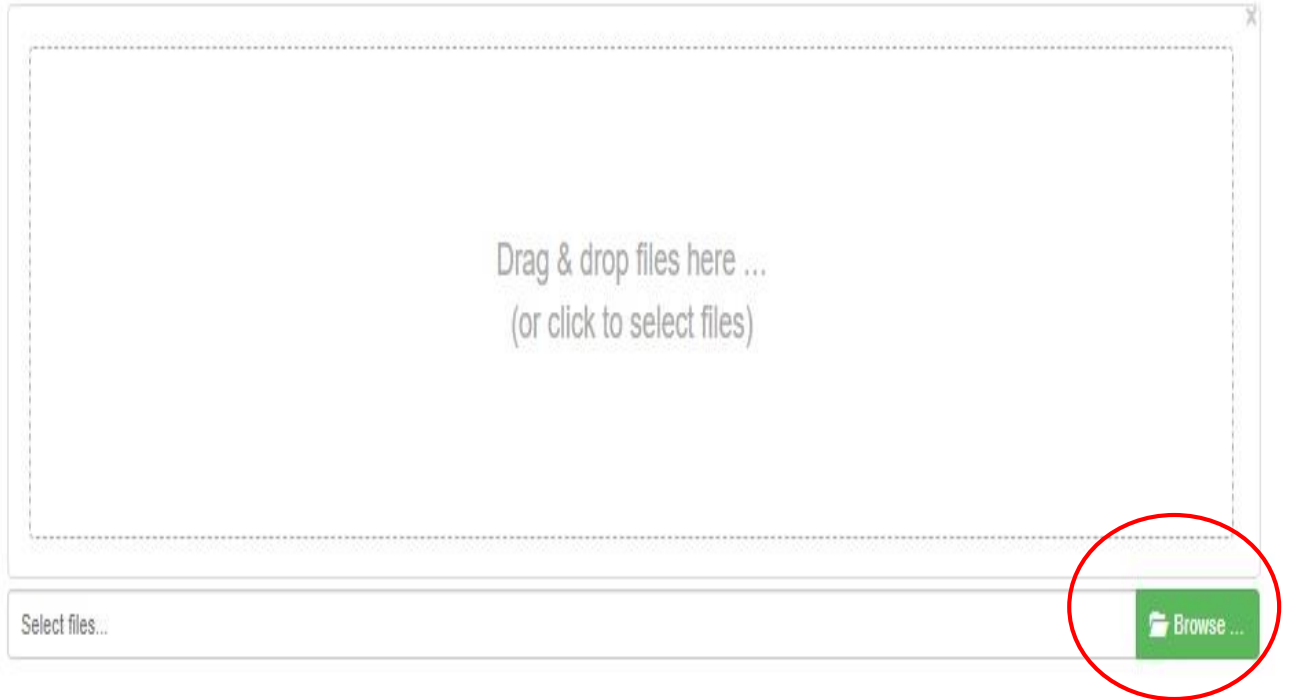 x
Drag & drop files here ...
(or click to select files)
Select files...
Browse ...